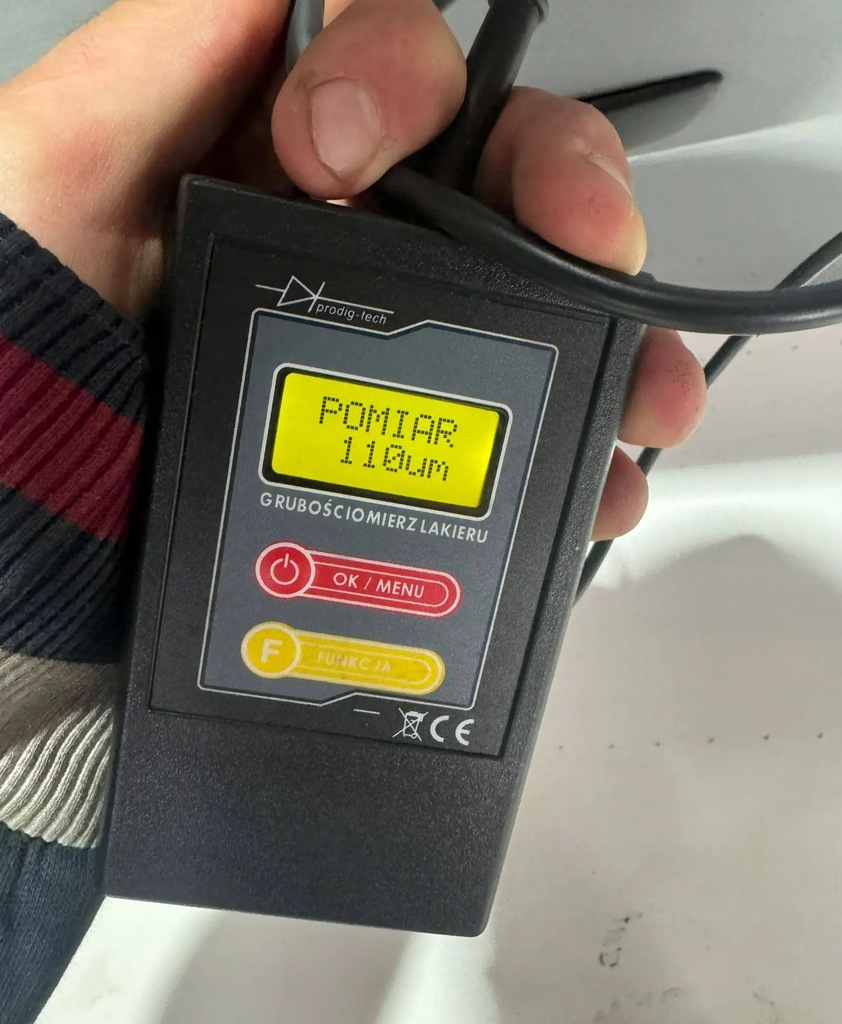 prodig-tech
POMIAR
110um
GRUBOŚCIOMIERZ LAKIERU
OK / MENU
F FUNKCJA
CE